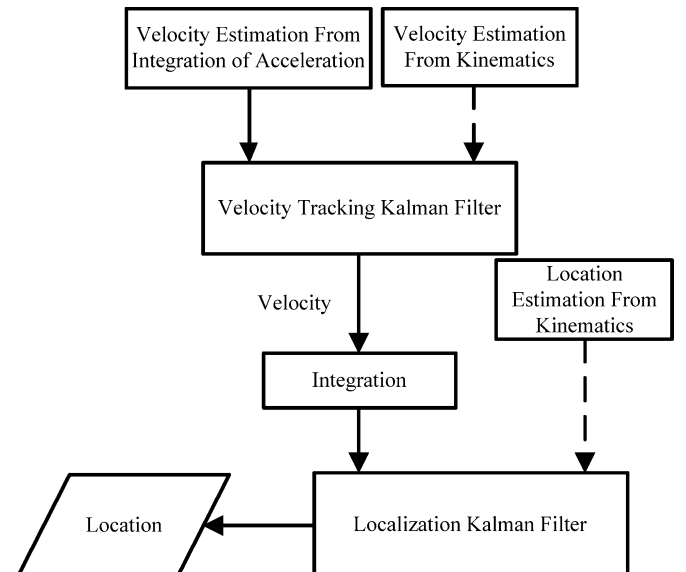 Velocity Estimation From
Integration of Acceleration
Velocity Estimation
From Kinematics
Velocity Tracking Kalman Filter
Location
Estimation From
Kinematics
Velocity
Integration
Location
Localization Kalman Filter